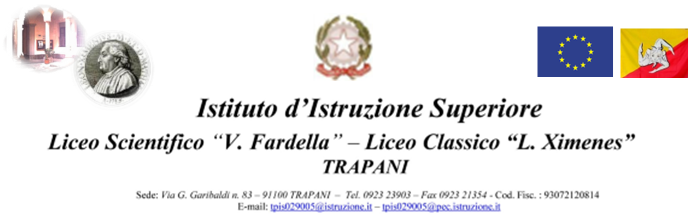 Istituto d'Istruzione Superiore
Liceo Scientifico “V. Fardella” – Liceo Classico “L. Ximenes”
TRAPANI
Sede: Via G. Garibaldi n. 83 – 91100 TRAPANI – Tel. 0923 23903 – Fax 0923 21354 - Cod. Fisc. : 93072120814
E-mail: tpis029005@istruzione.it – tpis029005@pec.istruzione.it